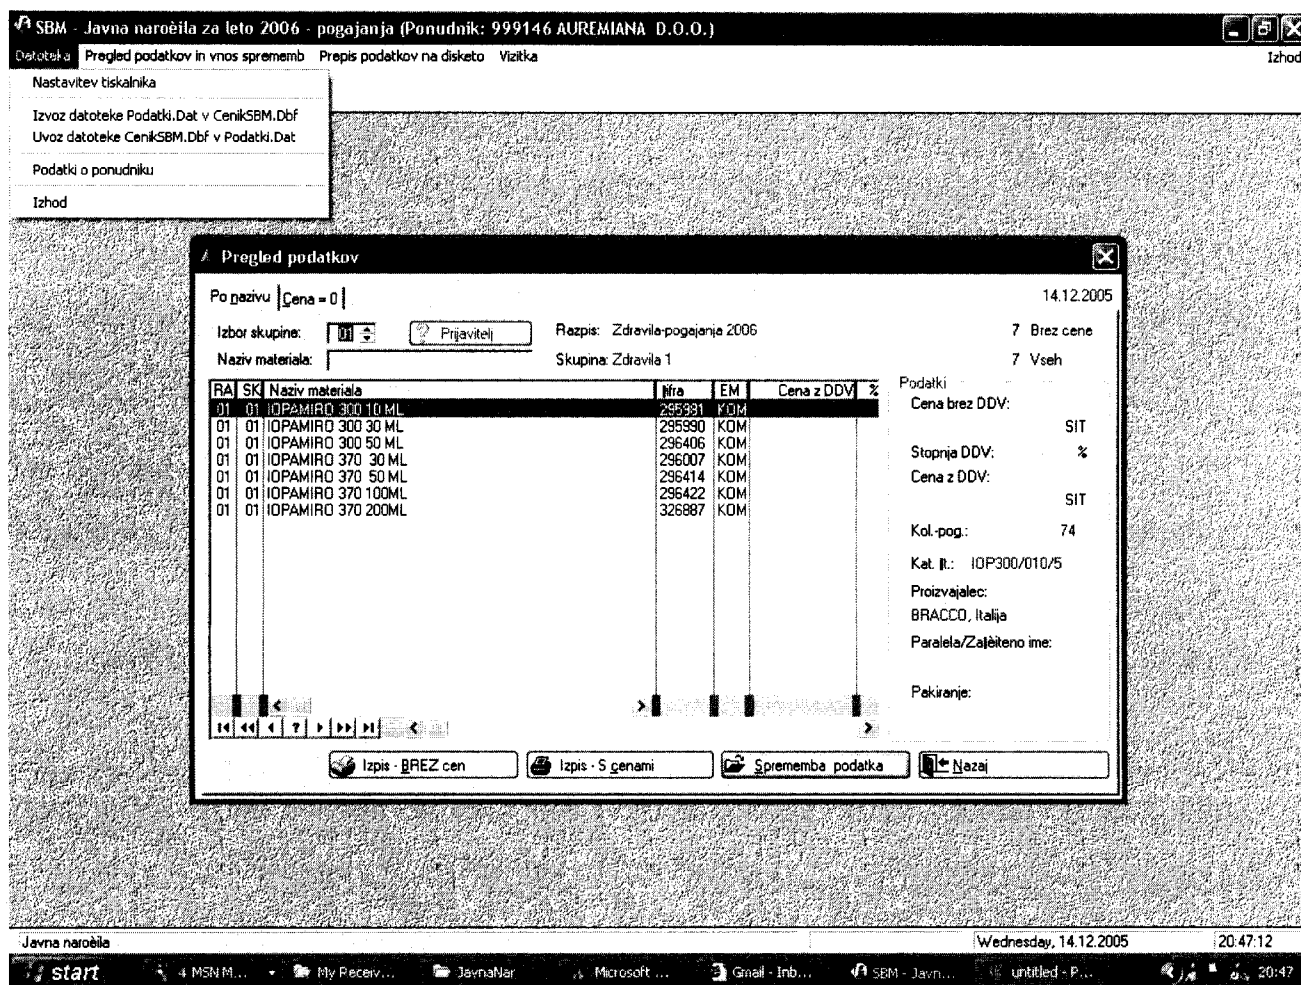 SBM - Javna naroèila za leto 2006 - pogajanja (Ponudnik: 999146 AUREMIANA D.O.O.)
Datoteka Pregled podatkov in vnos sprememb Prepis podatkov na disketo Vizitka Izhod
Nastavitev tiskalnika
Izvoz datoteke Podatki.Dat v CenikSBM.Dbf
Uvoz datoteke CenikSBM.Dbf v Podatki.Dat
Podatki o ponudniku
Izhod
Pregled podatkov
Po nazivu Cena = 0 14.12.2005
Izbor skupine: 01 ? Prijavitelj Razpis: Zdravila-pogajanja 2006 7 Brez cene
Naziv materiala: Skupina: Zdravila 1 7 Vseh
RA SK Naziv materiala |ifra EM Cena z DDV %
01 01 IOPAMIRO 300 10 ML 295981 KOM
01 01 IOPAMIRO 300 30 ML 295990 KOM
01 01 IOPAMIRO 300 50 ML 296406 KOM
01 01 IOPAMIRO 370 30 ML 296007 KOM
01 01 IOPAMIRO 370 50 ML 296414 KOM
01 01 IOPAMIRO 370 100ML 296422 KOM
01 01 IOPAMIRO 370 200ML 326887 KOM
Podatki
Cena brez DDV:
SIT
Stopnja DDV: %
Cena z DDV:
SIT
Kol.-pog.: 74
Kat. |t.: IOP300/010/5
Proizvajalec:
BRACCO, Italija
Paralela/Za|èiteno ime:
Pakiranje:
Izpis - BREZ cen Izpis - S cenami Sprememba podatka Nazaj
Javna naroèila Wednesday, 14.12.2005 20:47:12
start 4 MSN M... My Receiv... JavnaNar Microsoft ... Gmail - Inb... SBM - Javn... untitled - P... 20:47